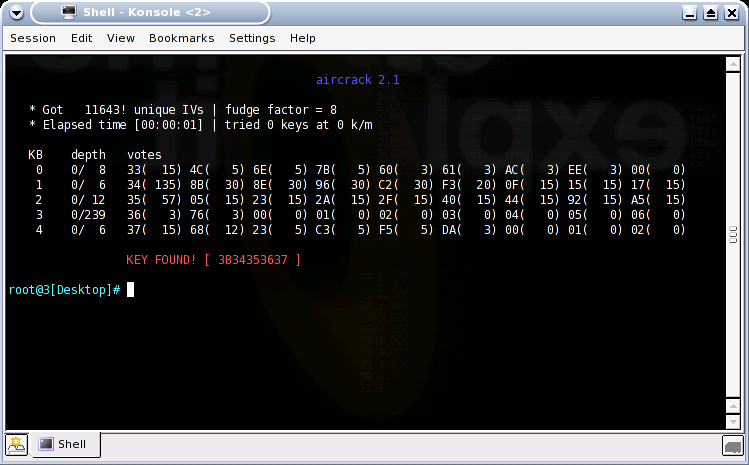 Shell - Konsole <2>
Session Edit View Bookmarks Settings Help
aircrack 2.1
* Got 11643! unique IVs | fudge factor = 8
* Elapsed time [00:00:01] | tried 0 keys at 0 k/m
KB depth votes
0 0/ 8 33( 15) 4C( 5) 6E( 5) 7B( 5) 60( 3) 61( 3) AC( 3) EE( 3) 00( 0)
1 0/ 6 34( 135) 8B( 30) 8E( 30) 96( 30) C2( 30) F3( 20) 0F( 15) 15( 15) 17( 15)
2 0/ 12 35( 57) 05( 15) 23( 15) 2A( 15) 2F( 15) 40( 15) 44( 15) 92( 15) A5( 15)
3 0/239 36( 3) 76( 3) 00( 0) 01( 0) 02( 0) 03( 0) 04( 0) 05( 0) 06( 0)
4 0/ 6 37( 15) 68( 12) 23( 5) C3( 5) F5( 5) DA( 3) 00( 0) 01( 0) 02( 0)
KEY FOUND! [ 3B34353637 ]
root@3[Desktop]#
Shell